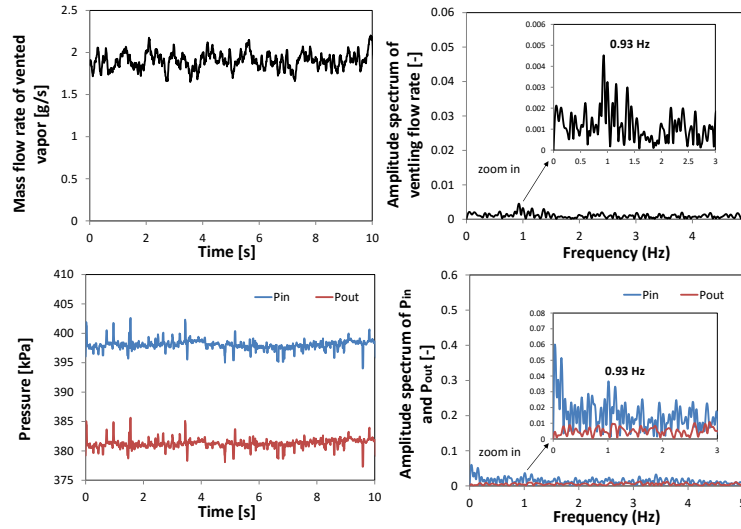 2.5
2
1.5
1
0.5
0
0 2 4 6 8 10
Mass flow rate of vented
vapor [g/s]
Time [s]
0.06
0.05
0.04
0.03
0.02
0.01
0
0 1 2 3 4 5
Amplitude spectrum of
ventling flow rate [-]
Frequency (Hz)
0.006
0.005
0.004
0.003
0.002
0.001
0
0 0.5 1 1.5 2 2.5 3
0.93 Hz
zoom in
410
405
400
395
390
385
380
375
0 2 4 6 8 10
Pressure [kPa]
Time [s]
Pin Pout
0.6
0.5
0.4
0.3
0.2
0.1
0
0 1 2 3 4 5
Amplitude spectrum of Pin
and Pout [-]
Frequency (Hz)
Pin Pout
0.08
0.07
0.06
0.05
0.04
0.03
0.02
0.01
0
0 1 2 3
0.93 Hz
zoom in